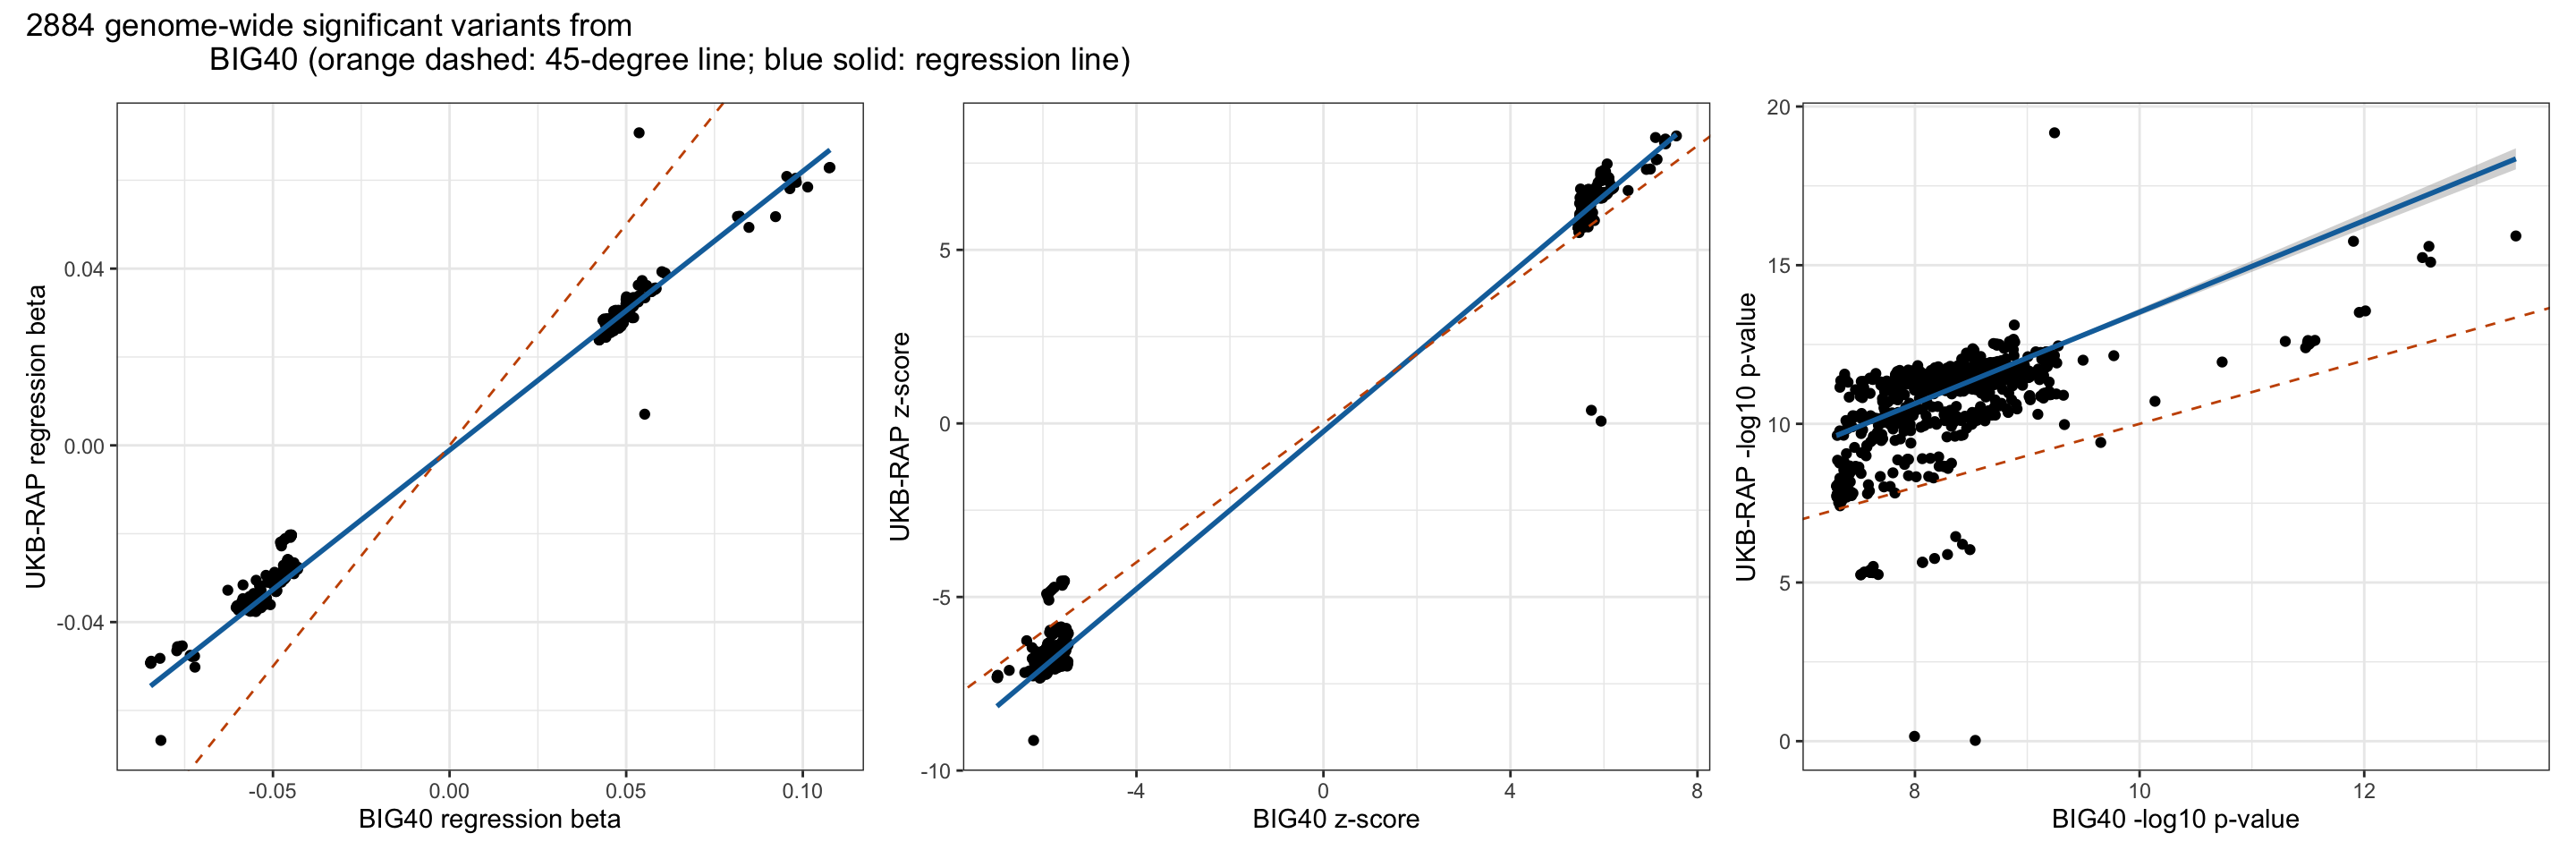 2884 genome-wide significant variants from
BIG40 (orange dashed: 45-degree line; blue solid: regression line)
UKB-RAP regression beta
0.04
0.00
-0.04
-0.05 0.00 0.05 0.10
BIG40 regression beta
UKB-RAP z-score
5
0
-5
-10
-4 0 4 8
BIG40 z-score
UKB-RAP -log10 p-value
20
15
10
5
0
8 10 12
BIG40 -log10 p-value